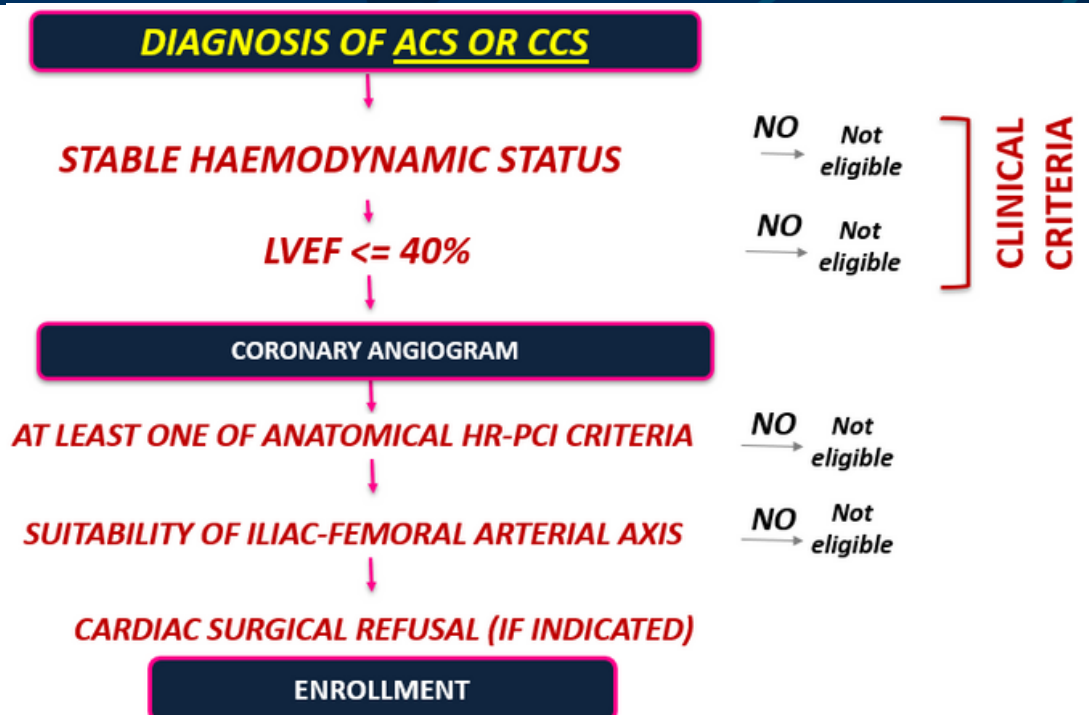 DIAGNOSIS OF ACS OR CCS
STABLE HAEMODYNAMIC STATUS
NO
Not
eligible
LVEF <= 40%
NO
Not
eligible
CLINICAL
CRITERIA
CORONARY ANGIOGRAM
AT LEAST ONE OF ANATOMICAL HR-PCI CRITERIA
NO
Not
eligible
SUITABILITY OF ILIAC-FEMORAL ARTERIAL AXIS
NO
Not
eligible
CARDIAC SURGICAL REFUSAL (IF INDICATED)
ENROLLMENT